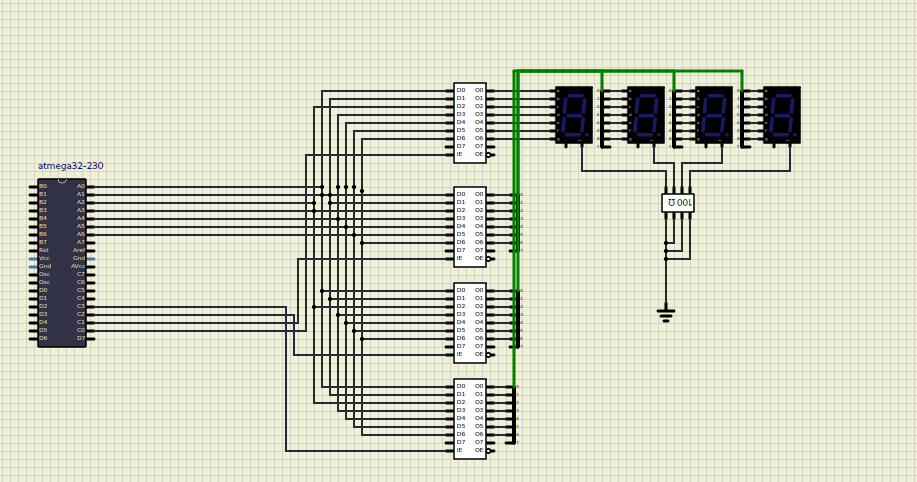 atmega32-230
B0 A0
B1 A1
B2 A2
B3 A3
B4 A4
B5 A5
B6 A6
B7 A7
Rst Aref
Vcc Gnd
Gnd AVcc
Osc C7
Osc C6
D0 C5
D1 C4
D2 C3
D3 C2
D4 C1
D5 C0
D6 D7
D0 O0
D1 O1
D2 O2
D3 O3
D4 O4
D5 O5
D6 O6
D7 O7
IE OE
D0 O0
D1 O1
D2 O2
D3 O3
D4 O4
D5 O5
D6 O6
D7 O7
IE OE
D0 O0
D1 O1
D2 O2
D3 O3
D4 O4
D5 O5
D6 O6
D7 O7
IE OE
D0 O0
D1 O1
D2 O2
D3 O3
D4 O4
D5 O5
D6 O6
D7 O7
IE OE
100 Ω